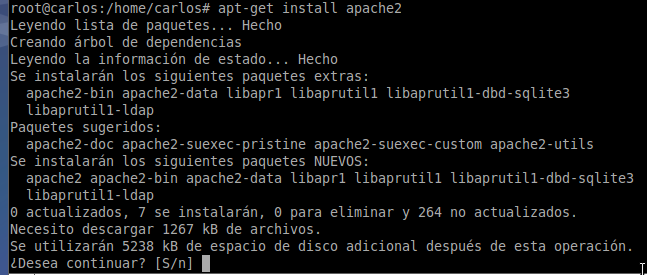 root@carlos:/home/carlos# apt-get install apache2
Leyendo lista de paquetes... Hecho
Creando árbol de dependencias
Leyendo la información de estado... Hecho
Se instalarán los siguientes paquetes extras:
  apache2-bin apache2-data libapr1 libaprutil1 libaprutil1-dbd-sqlite3
  libaprutil1-ldap
Paquetes sugeridos:
  apache2-doc apache2-suexec-pristine apache2-suexec-custom apache2-utils
Se instalarán los siguientes paquetes NUEVOS:
  apache2 apache2-bin apache2-data libapr1 libaprutil1 libaprutil1-dbd-sqlite3
  libaprutil1-ldap
0 actualizados, 7 se instalarán, 0 para eliminar y 264 no actualizados.
Necesito descargar 1267 kB de archivos.
Se utilizarán 5238 kB de espacio de disco adicional después de esta operación.
¿Desea continuar? [S/n]